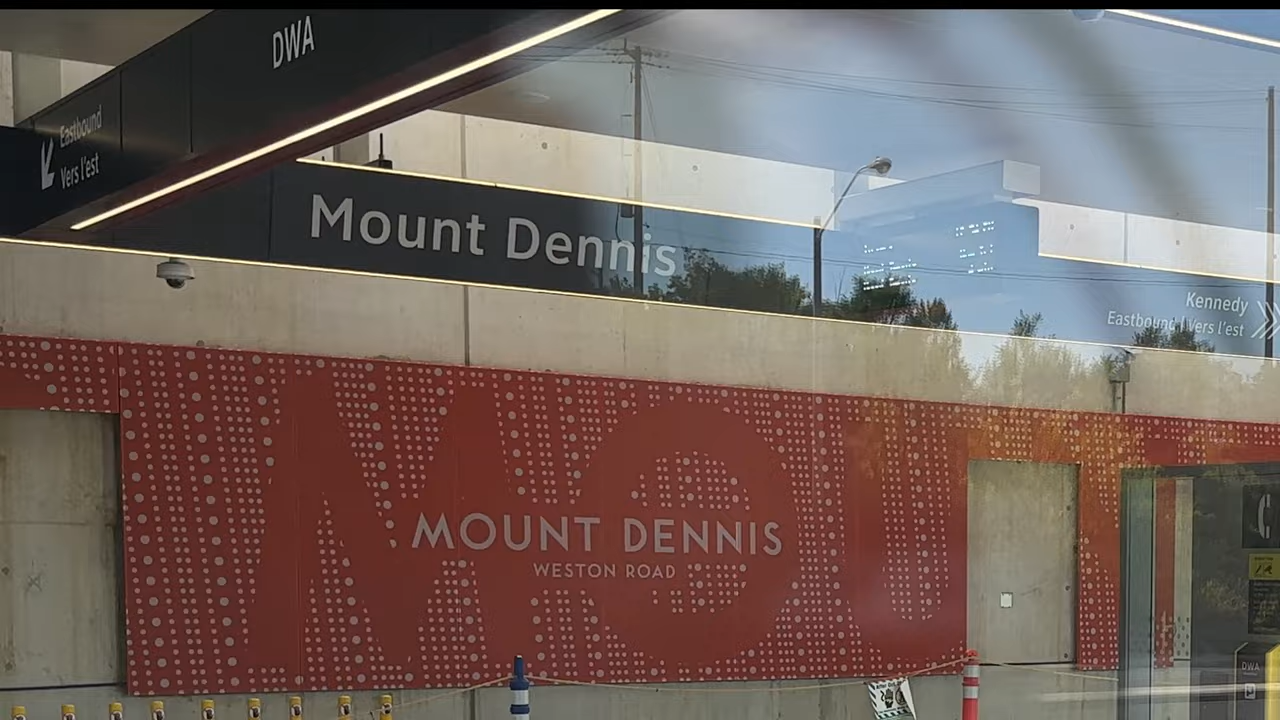 DWA
Eastbound
Vers l'est
Mount Dennis
Kennedy
Eastbound / Vers l'est
MOUNT DENNIS
WESTON ROAD
DWA